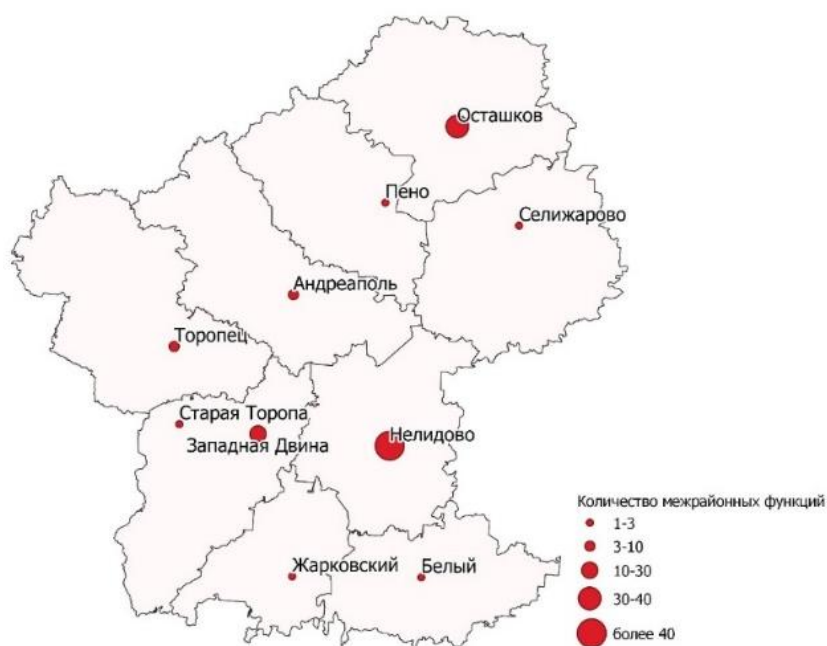 Осташков
Пено
Селижарово
Андреаполь
Торопец
Старая Торопа
Западная Двина
Нелидово
Жарковский
Белый
Количество межрайонных функций
1-3
3-10
10-30
30-40
более 40